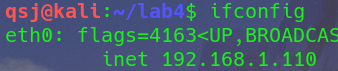 qsj@kali:~/lab4$ ifconfig
eth0: flags=4163<UP,BROADCAS
inet 192.168.1.110